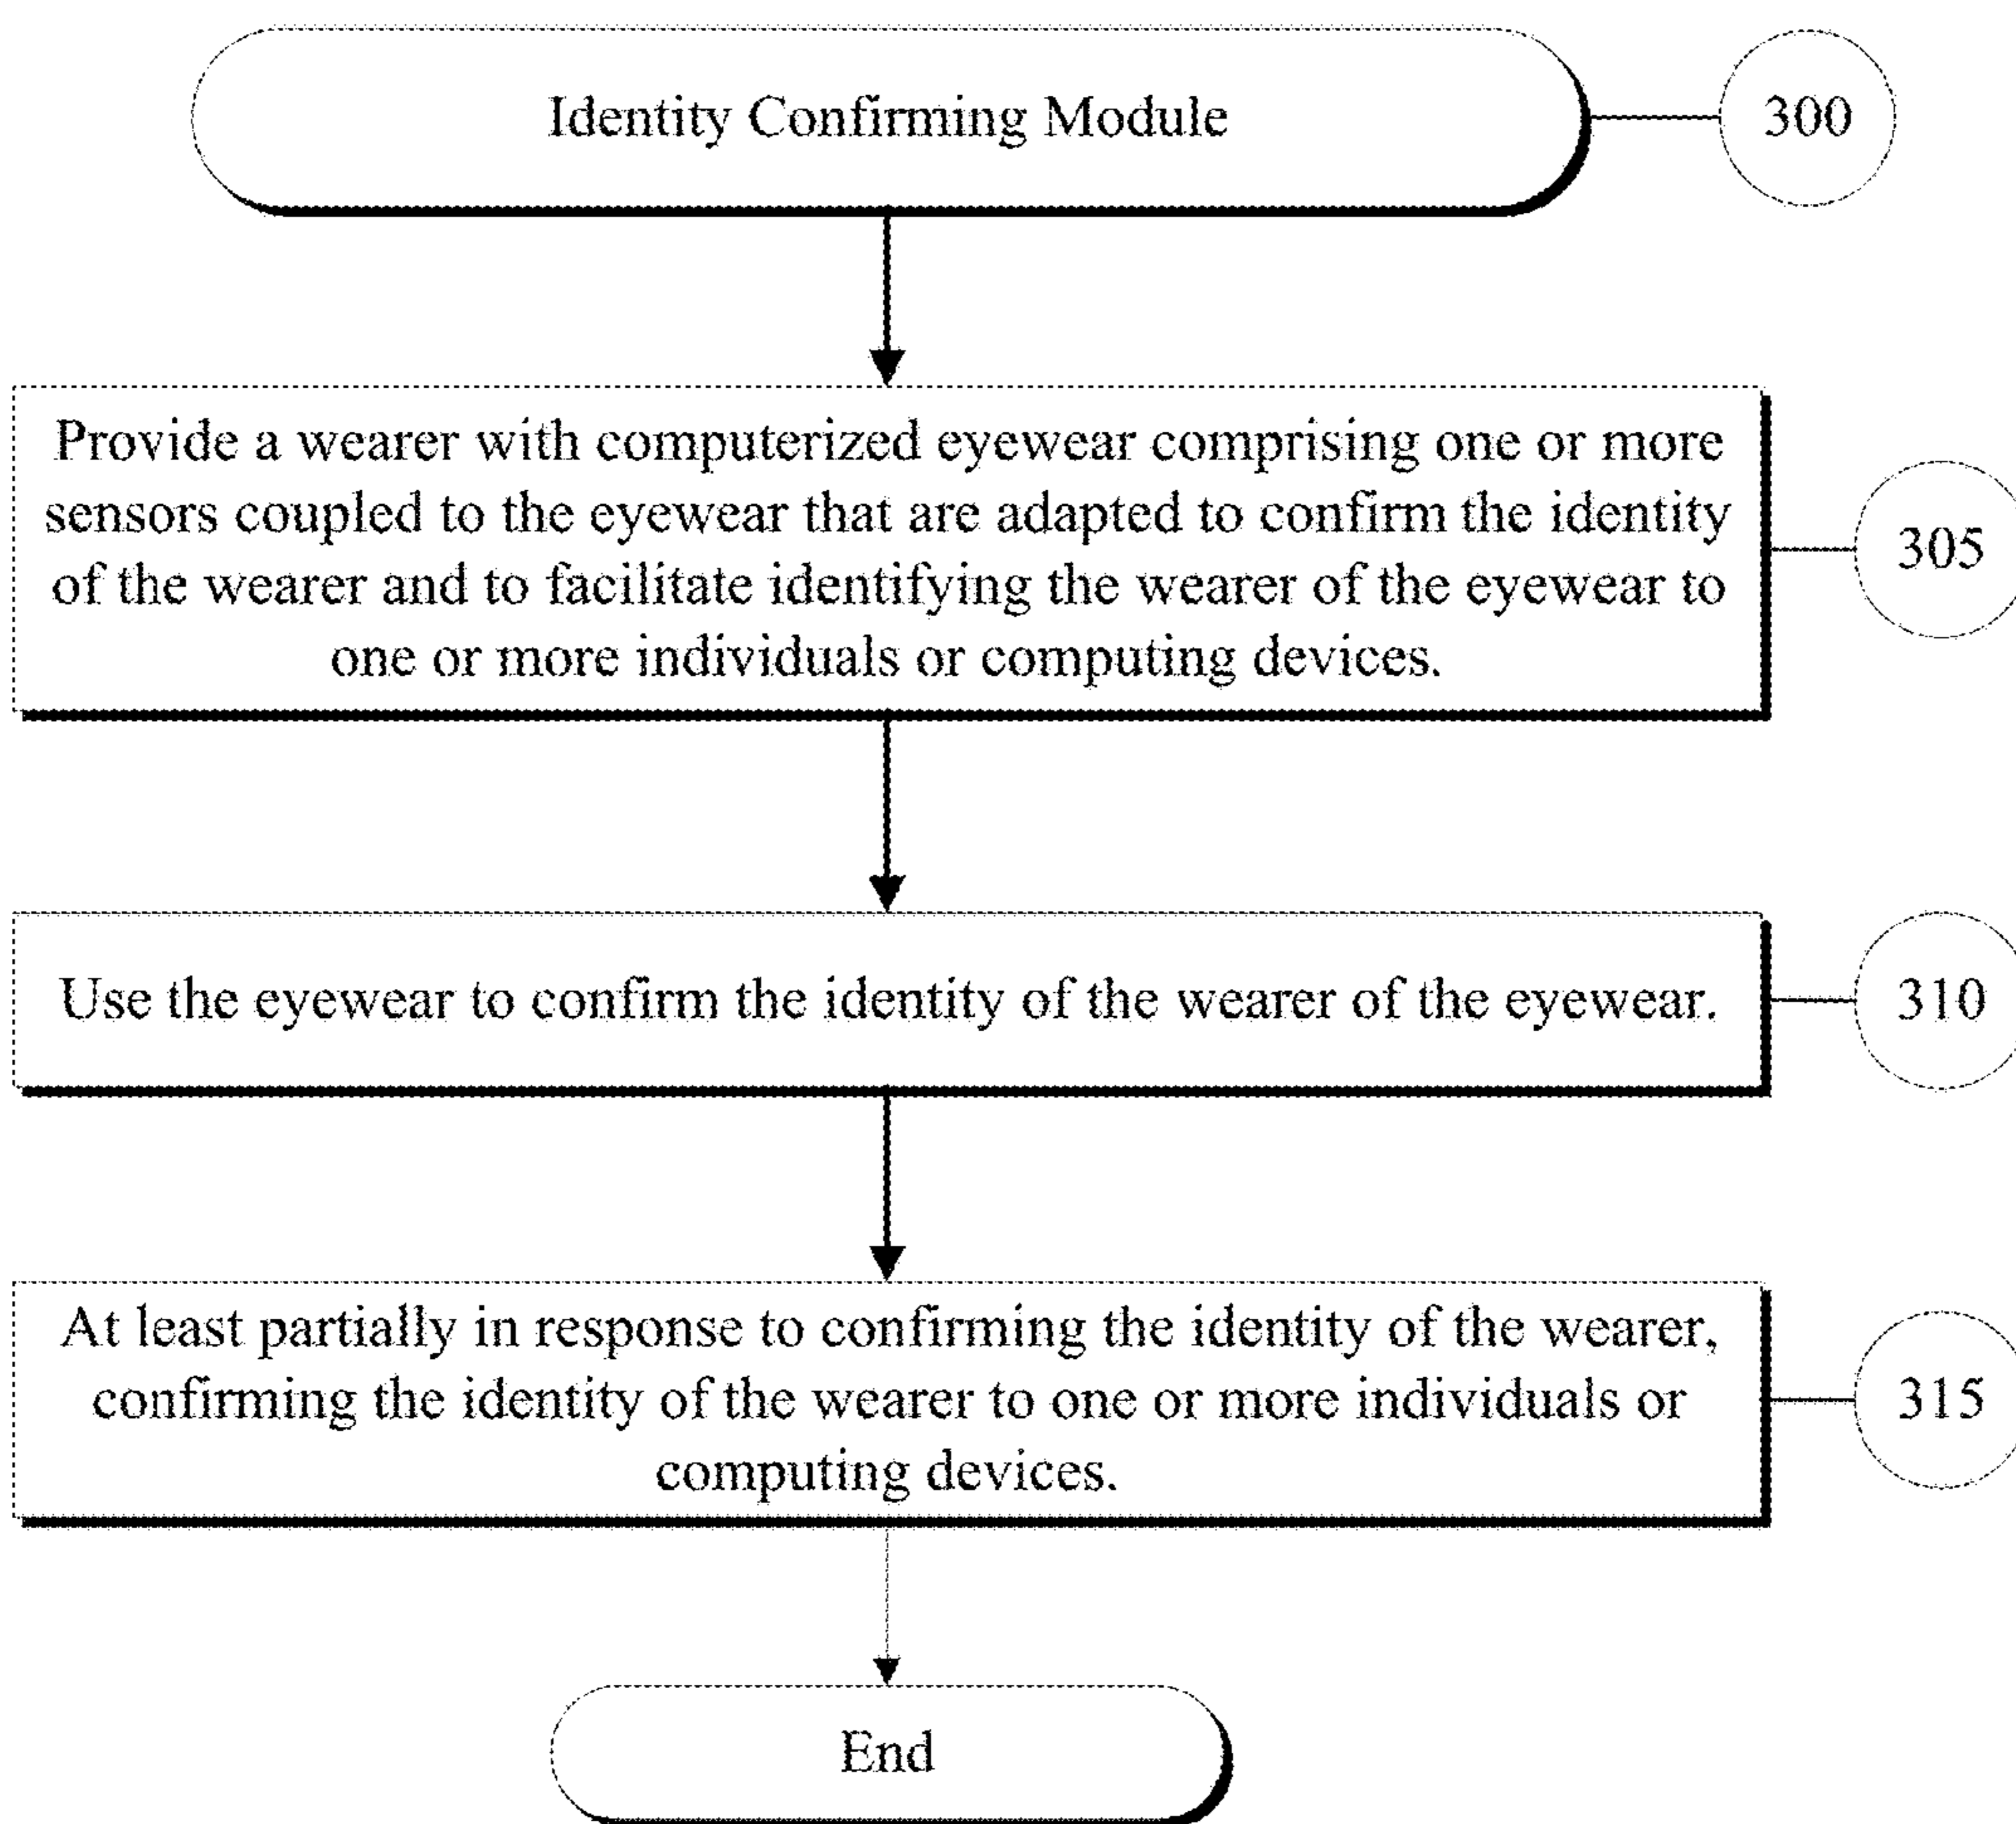 Identity Confirming Module
300
Provide a wearer with computerized eyewear comprising one or more
sensors coupled to the eyewear that are adapted to confirm the identity
of the wearer and to facilitate identifying the wearer of the eyewear to
one or more individuals or computing devices.
305
Use the eyewear to confirm the identity of the wearer of the eyewear.
310
At least partially in response to confirming the identity of the wearer,
confirming the identity of the wearer to one or more individuals or
computing devices.
315
End